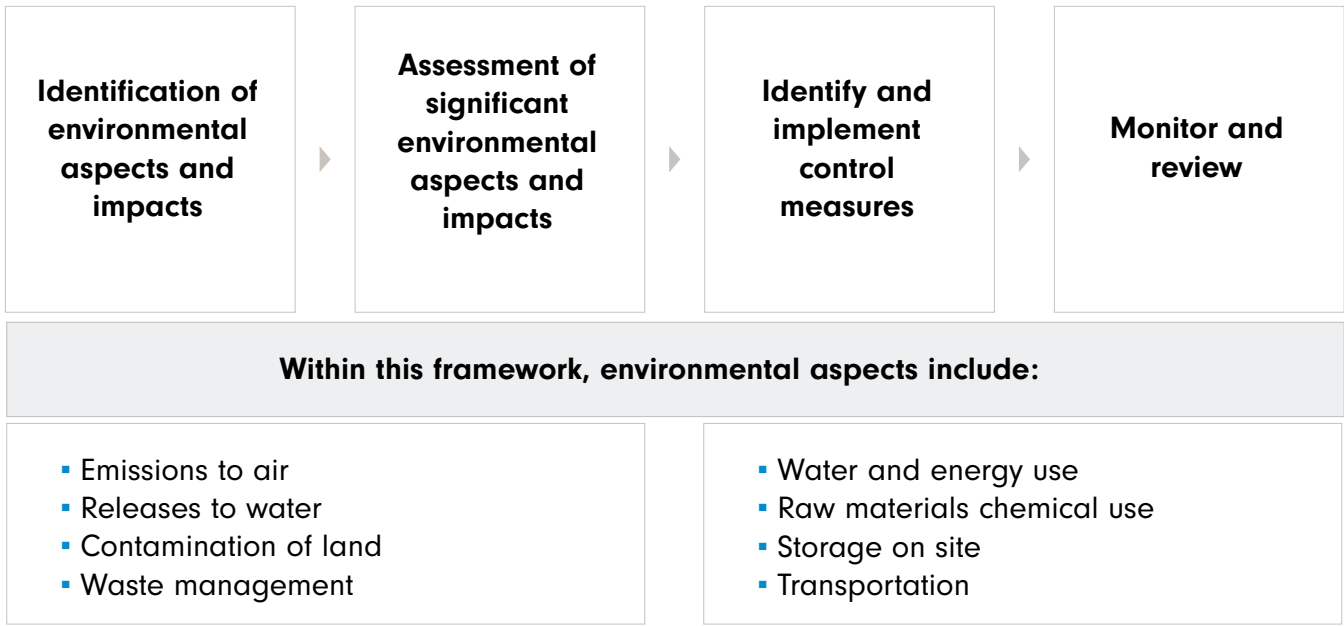 Identification of
environmental
aspects and
impacts
Assessment of
significant
environmental
aspects and
impacts
Identify and
implement
control
measures
Monitor and
review
Within this framework, environmental aspects include:
▪ Emissions to air
▪ Releases to water
▪ Contamination of land
▪ Waste management
▪ Water and energy use
▪ Raw materials chemical use
▪ Storage on site
▪ Transportation